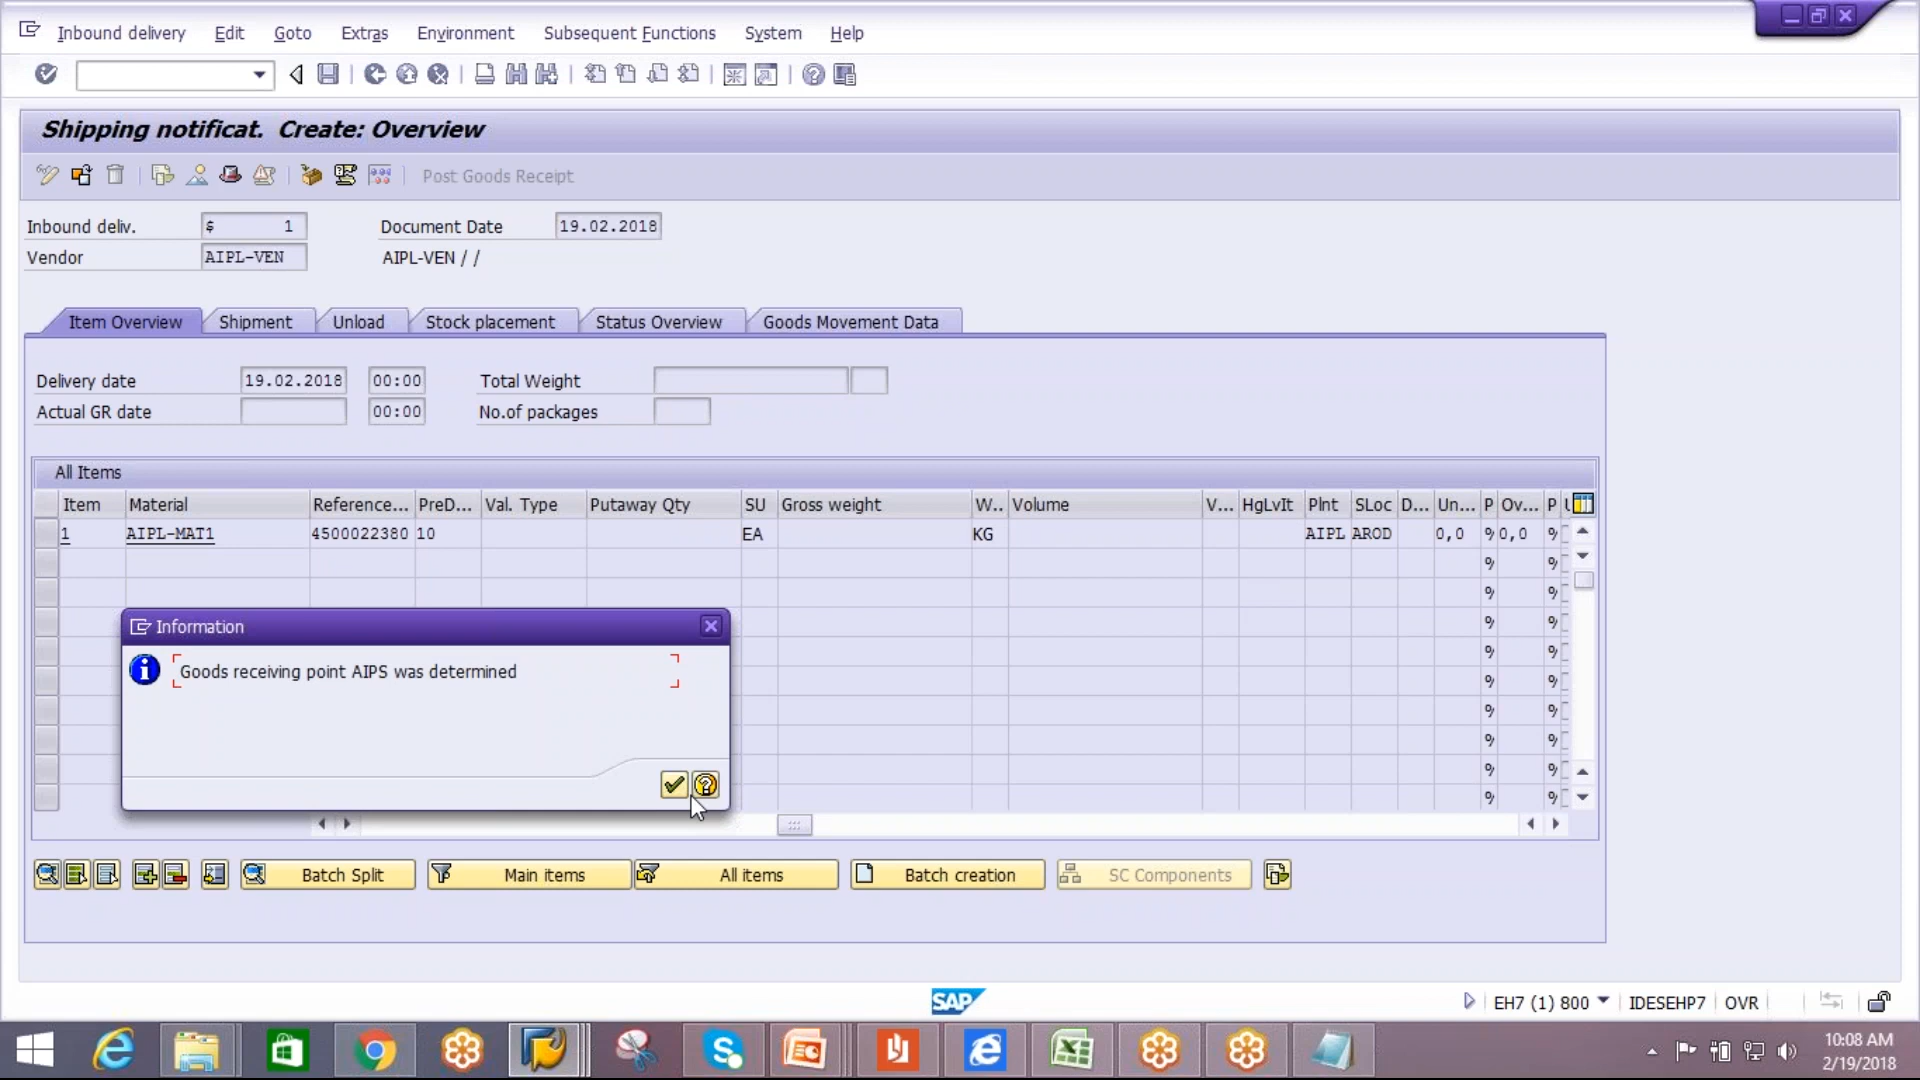 Inbound delivery Edit Goto Extras Environment Subsequent Functions System Help
Shipping notificat. Create: Overview
Post Goods Receipt
Inbound deliv. $ 1 Document Date 19.02.2018
Vendor AIPL-VEN AIPL-VEN / /
Item Overview Shipment Unload Stock placement Status Overview Goods Movement Data
Delivery date 19.02.2018 00:00 Total Weight
Actual GR date 00:00 No.of packages
All Items
Item Material Reference... PreD... Val. Type Putaway Qty SU Gross weight W.. Volume V... HgLvIt Plnt SLoc D... Un... P Ov... P
1 AIPL-MAT1 4500022380 10 EA KG AIPL AROD 0,0 0,0
Information
Goods receiving point AIPS was determined
Batch Split Main items All items Batch creation SC Components
SAP EH7 (1) 800 IDESEHP7 OVR
10:08 AM
2/19/2018